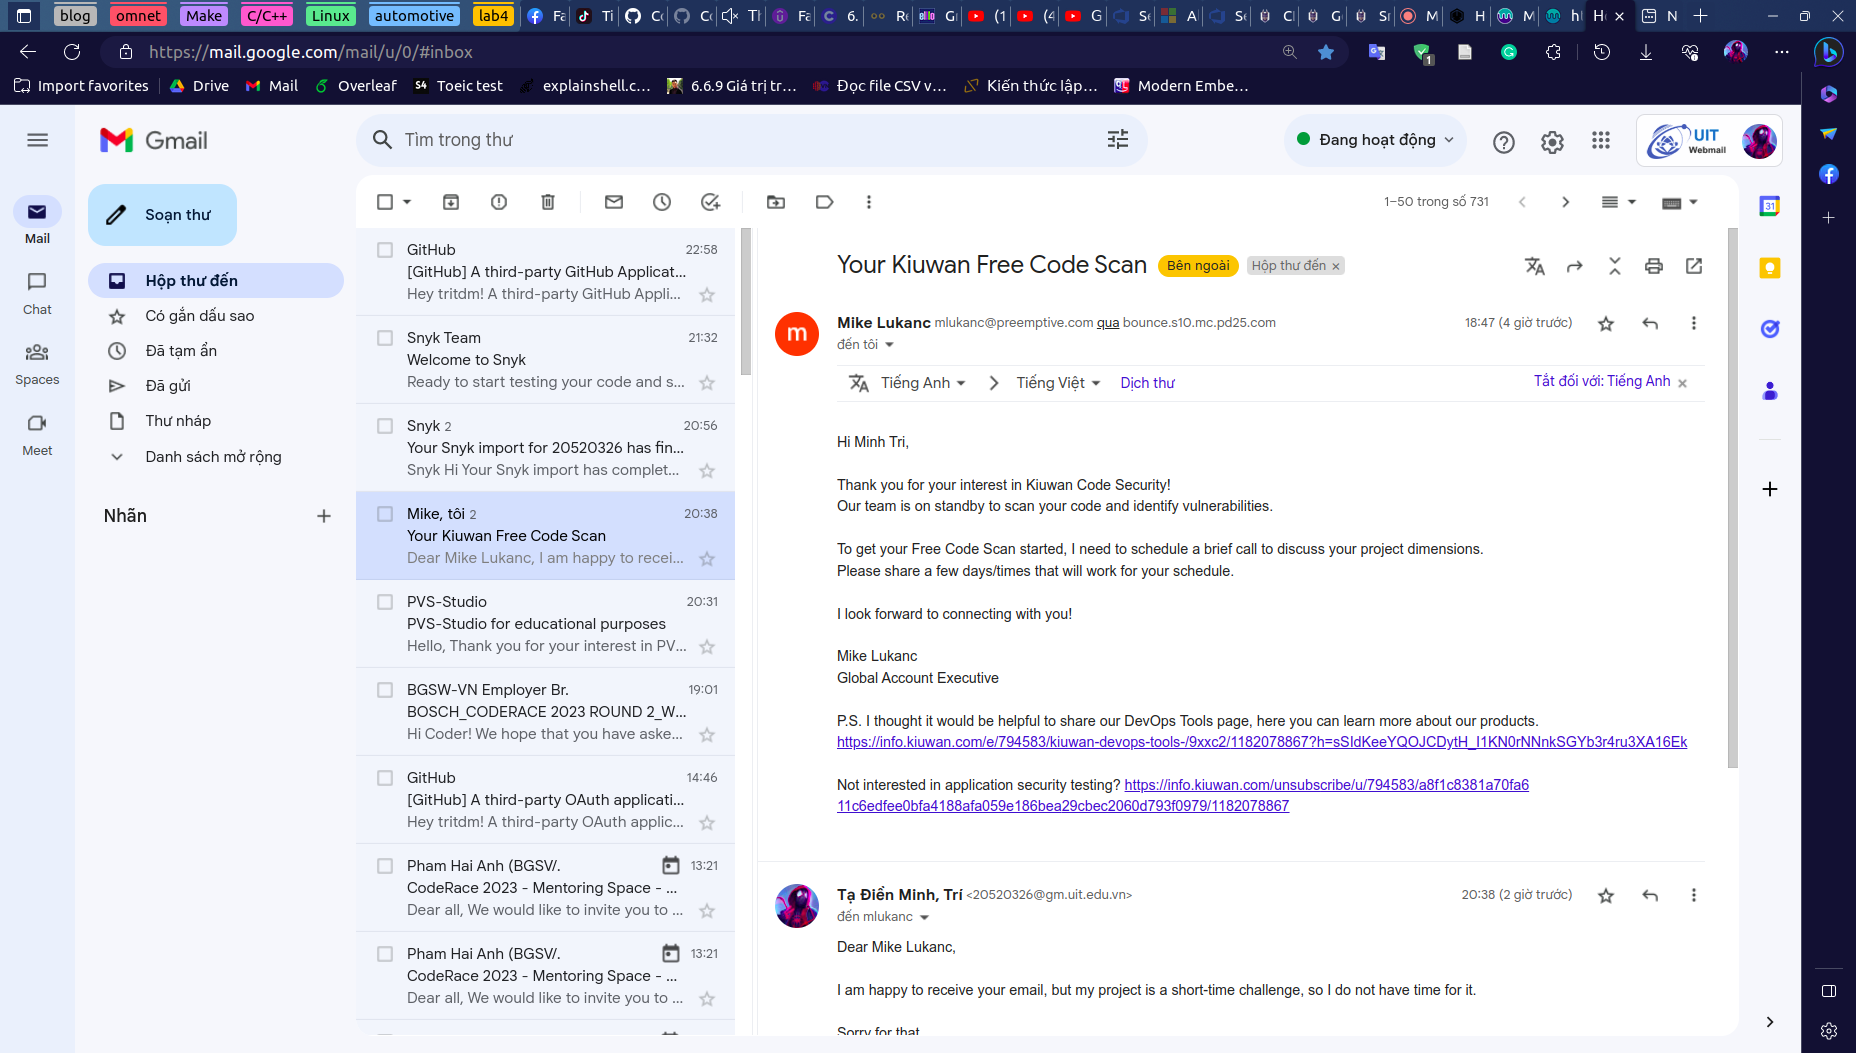 blog
omnet
Make
C/C++
Linux
automotive
lab4
https://mail.google.com/mail/u/0/#inbox
1
Import favorites
Drive
Mail
Overleaf
S4 Toeic test
explainshell.c...
6.6.9 Giá trị tr...
Đọc file CSV v...
Kiến thức lập...
Modern Embe...
Gmail
Tìm trong thư
Đang hoạt động
UIT
Webmail
Soạn thư
Mail
Chat
Spaces
Meet
Hộp thư đến
Có gắn dấu sao
Đã tạm ẩn
Đã gửi
Thư nháp
Danh sách mở rộng
Nhãn
1–50 trong số 731
GitHub 22:58
[GitHub] A third-party GitHub Applicat...
Hey tritdm! A third-party GitHub Appli...
Snyk Team 21:32
Welcome to Snyk
Ready to start testing your code and s...
Snyk 2 20:56
Your Snyk import for 20520326 has fin...
Snyk Hi Your Snyk import has complet...
Mike, tôi 2 20:38
Your Kiuwan Free Code Scan
Dear Mike Lukanc, I am happy to recei...
PVS-Studio 20:31
PVS-Studio for educational purposes
Hello, Thank you for your interest in PV...
BGSW-VN Employer Br. 19:01
BOSCH_CODERACE 2023 ROUND 2_W...
Hi Coder! We hope that you have aske...
GitHub 14:46
[GitHub] A third-party OAuth applicati...
Hey tritdm! A third-party OAuth applic...
Pham Hai Anh (BGSV/. 13:21
CodeRace 2023 - Mentoring Space - ...
Dear all, We would like to invite you to ...
Pham Hai Anh (BGSV/. 13:21
CodeRace 2023 - Mentoring Space - ...
Dear all, We would like to invite you to ...
Your Kiuwan Free Code Scan Bên ngoài Hộp thư đến ×
m
Mike Lukanc mlukanc@preemptive.com qua bounce.s10.mc.pd25.com 18:47 (4 giờ trước)
đến tôi
Tiếng Anh > Tiếng Việt Dịch thư Tắt đối với: Tiếng Anh ×
Hi Minh Tri,
Thank you for your interest in Kiuwan Code Security!
Our team is on standby to scan your code and identify vulnerabilities.
To get your Free Code Scan started, I need to schedule a brief call to discuss your project dimensions.
Please share a few days/times that will work for your schedule.
I look forward to connecting with you!
Mike Lukanc
Global Account Executive
P.S. I thought it would be helpful to share our DevOps Tools page, here you can learn more about our products.
https://info.kiuwan.com/e/794583/kiuwan-devops-tools-/9xxc2/1182078867?h=sSIdKeeYQOJCDytH_I1KN0rNNnkSGYb3r4ru3XA16Ek
Not interested in application security testing? https://info.kiuwan.com/unsubscribe/u/794583/a8f1c8381a70fa6
11c6edfee0bfa4188afa059e186bea29cbec2060d793f0979/1182078867
Tạ Điền Minh, Trí <20520326@gm.uit.edu.vn> 20:38 (2 giờ trước)
đến mlukanc
Dear Mike Lukanc,
I am happy to receive your email, but my project is a short-time challenge, so I do not have time for it.
Sorry for that
31